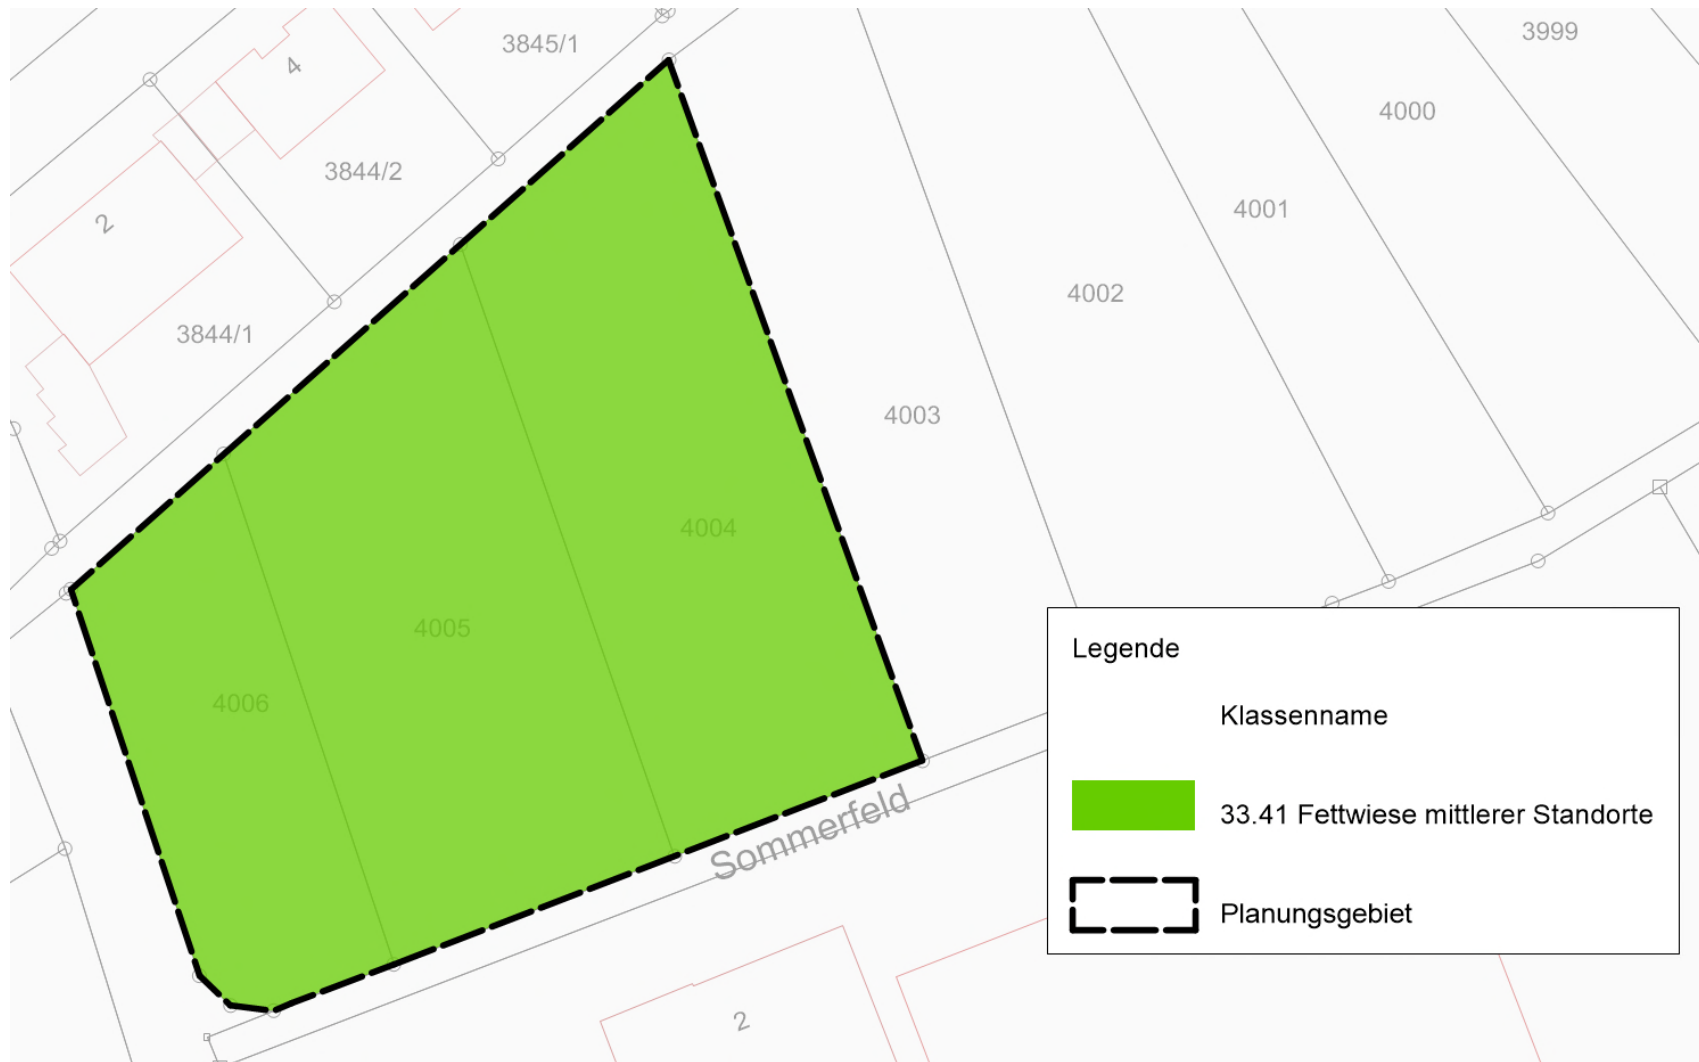 3999
3845/1
4
4000
3844/2
4001
2
4002
3844/1
4003
4004
4005
4006
Sommerfeld
2
Legende
Klassenname
33.41 Fettwiese mittlerer Standorte
Planungsgebiet